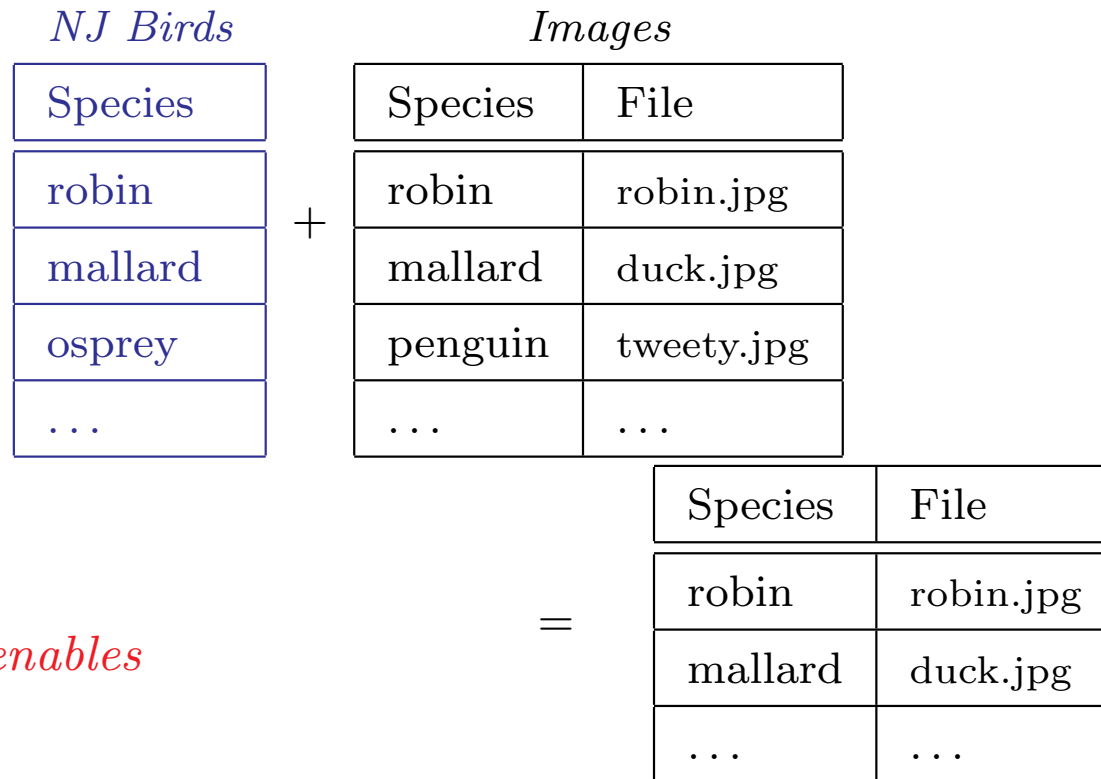 NJ Birds Images
Species Species File
robin robin robin.jpg
+
mallard mallard duck.jpg
osprey penguin tweety.jpg
... ... ...
Species File
robin robin.jpg
=
enables
mallard duck.jpg
... ...